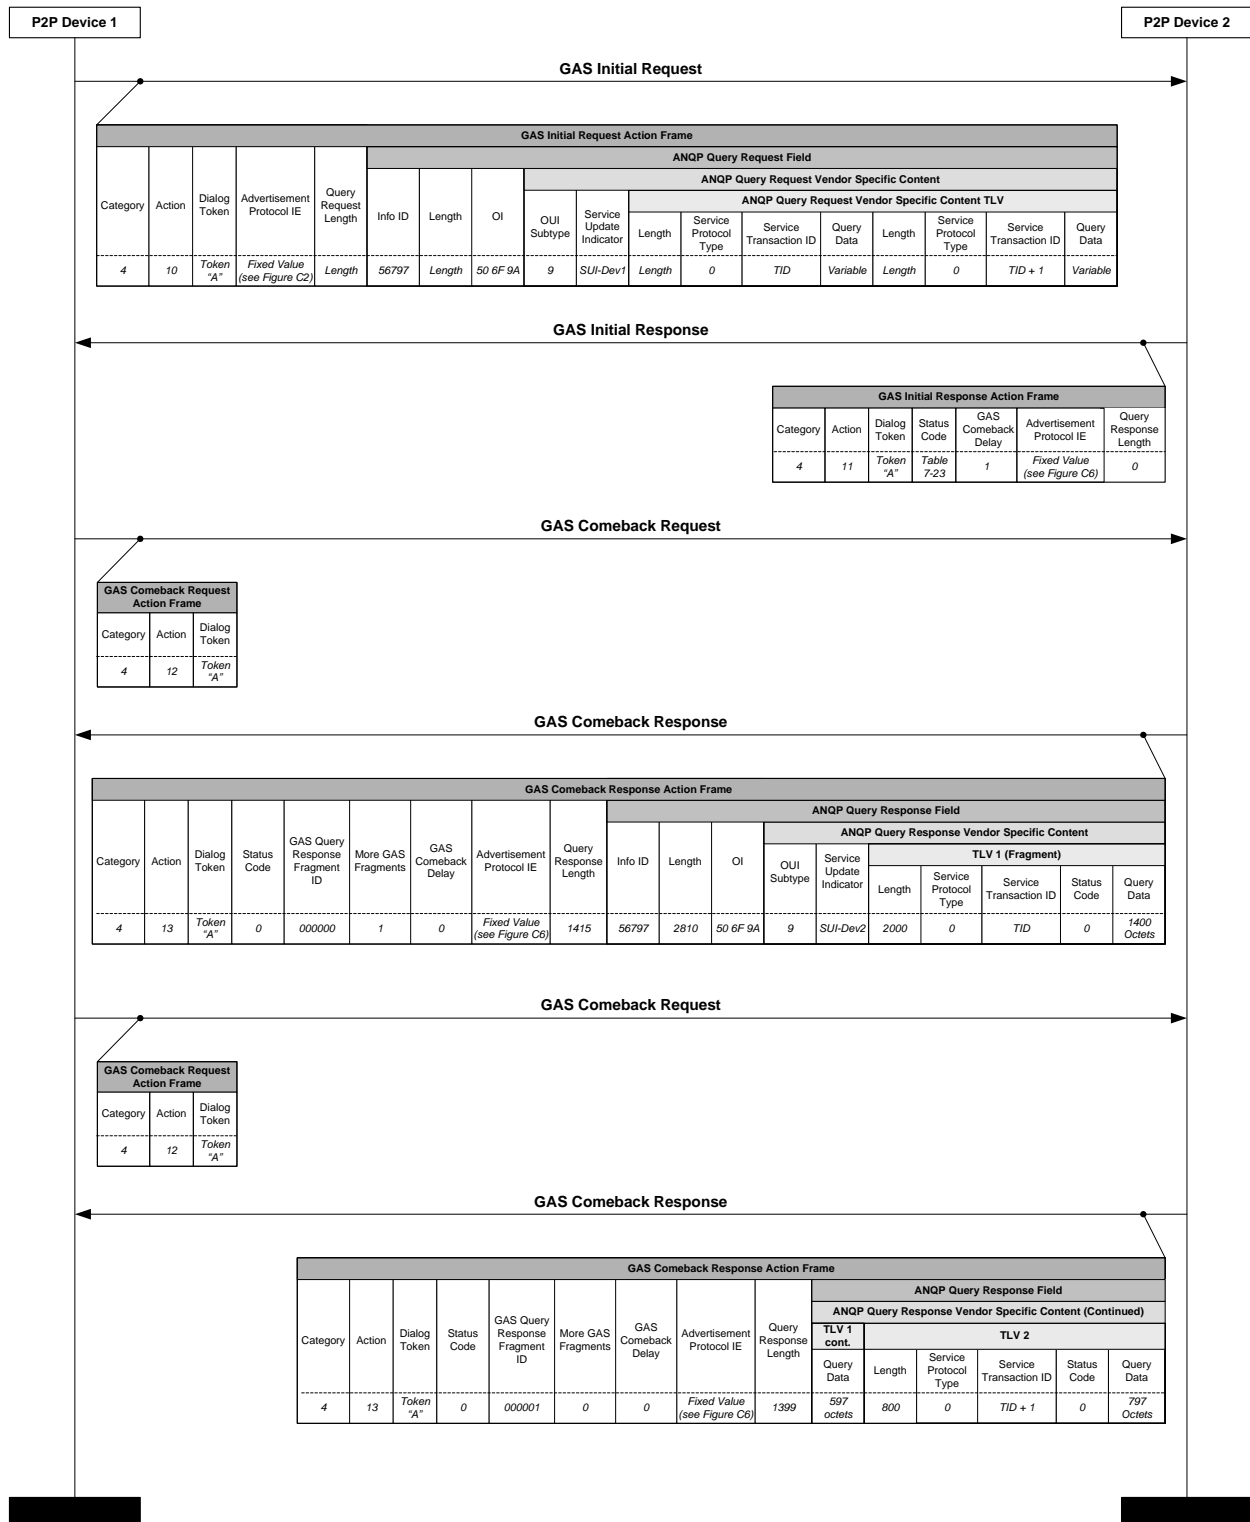 P2P Device 1
P2P Device 2
GAS Initial Request
GAS Initial Request Action Frame
ANQP Query Request Field
ANQP Query Request Vendor Specific Content
ANQP Query Request Vendor Specific Content TLV
Category
Action
Dialog
Token
Advertisement
Protocol IE
Query
Request
Length
Info ID
Length
OI
OUI
Subtype
Service
Update
Indicator
Length
Service
Protocol
Type
Service
Transaction ID
Query
Data
Length
Service
Protocol
Type
Service
Transaction ID
Query
Data
4
10
Token
“A”
Fixed Value
(see Figure C2)
Length
56797
Length
50 6F 9A
9
SUI-Dev1
Length
0
TID
Variable
Length
0
TID + 1
Variable
GAS Initial Response
GAS Initial Response Action Frame
Category
Action
Dialog
Token
Status
Code
GAS
Comeback
Delay
Advertisement
Protocol IE
Query
Response
Length
4
11
Token
“A”
Table
7-23
1
Fixed Value
(see Figure C6)
0
GAS Comeback Request
GAS Comeback Request
Action Frame
Category
Action
Dialog
Token
4
12
Token
“A”
GAS Comeback Response
GAS Comeback Response Action Frame
ANQP Query Response Field
ANQP Query Response Vendor Specific Content
TLV 1 (Fragment)
Category
Action
Dialog
Token
Status
Code
GAS Query
Response
Fragment
ID
More GAS
Fragments
GAS
Comeback
Delay
Advertisement
Protocol IE
Query
Response
Length
Info ID
Length
OI
OUI
Subtype
Service
Update
Indicator
Length
Service
Protocol
Type
Service
Transaction ID
Status
Code
Query
Data
4
13
Token
“A”
0
000000
1
0
Fixed Value
(see Figure C6)
1415
56797
2810
50 6F 9A
9
SUI-Dev2
2000
0
TID
0
1400
Octets
GAS Comeback Request
GAS Comeback Request
Action Frame
Category
Action
Dialog
Token
4
12
Token
“A”
GAS Comeback Response
GAS Comeback Response Action Frame
ANQP Query Response Field
ANQP Query Response Vendor Specific Content (Continued)
TLV 1
cont.
TLV 2
Category
Action
Dialog
Token
Status
Code
GAS Query
Response
Fragment
ID
More GAS
Fragments
GAS
Comeback
Delay
Advertisement
Protocol IE
Query
Response
Length
Query
Data
Length
Service
Protocol
Type
Service
Transaction ID
Status
Code
Query
Data
4
13
Token
“A”
0
000001
0
0
Fixed Value
(see Figure C6)
1399
597
octets
800
0
TID + 1
0
797
Octets